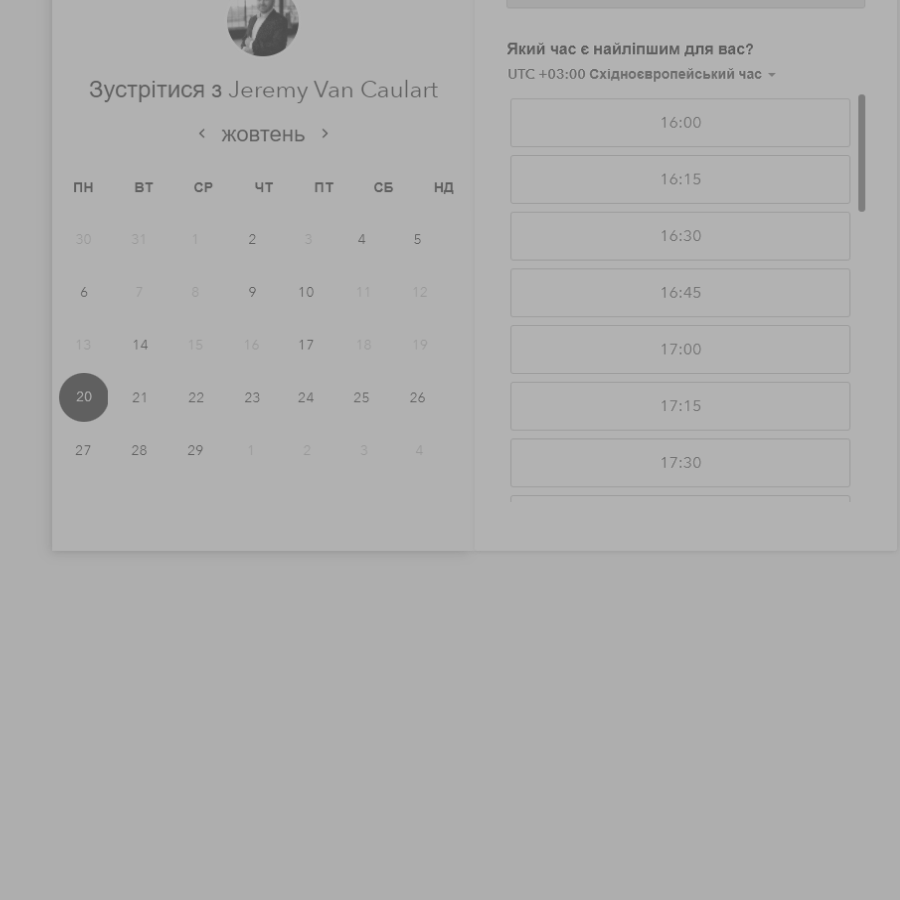 Зустрітися з Jeremy Van Caulart
жовтень
ПН ВТ СР ЧТ ПТ СБ НД
30 31 1 2 3 4 5
6 7 8 9 10 11 12
13 14 15 16 17 18 19
20 21 22 23 24 25 26
27 28 29 1 2 3 4
Який час є найліпшим для вас?
UTC +03:00 Східноєвропейський час
16:00
16:15
16:30
16:45
17:00
17:15
17:30